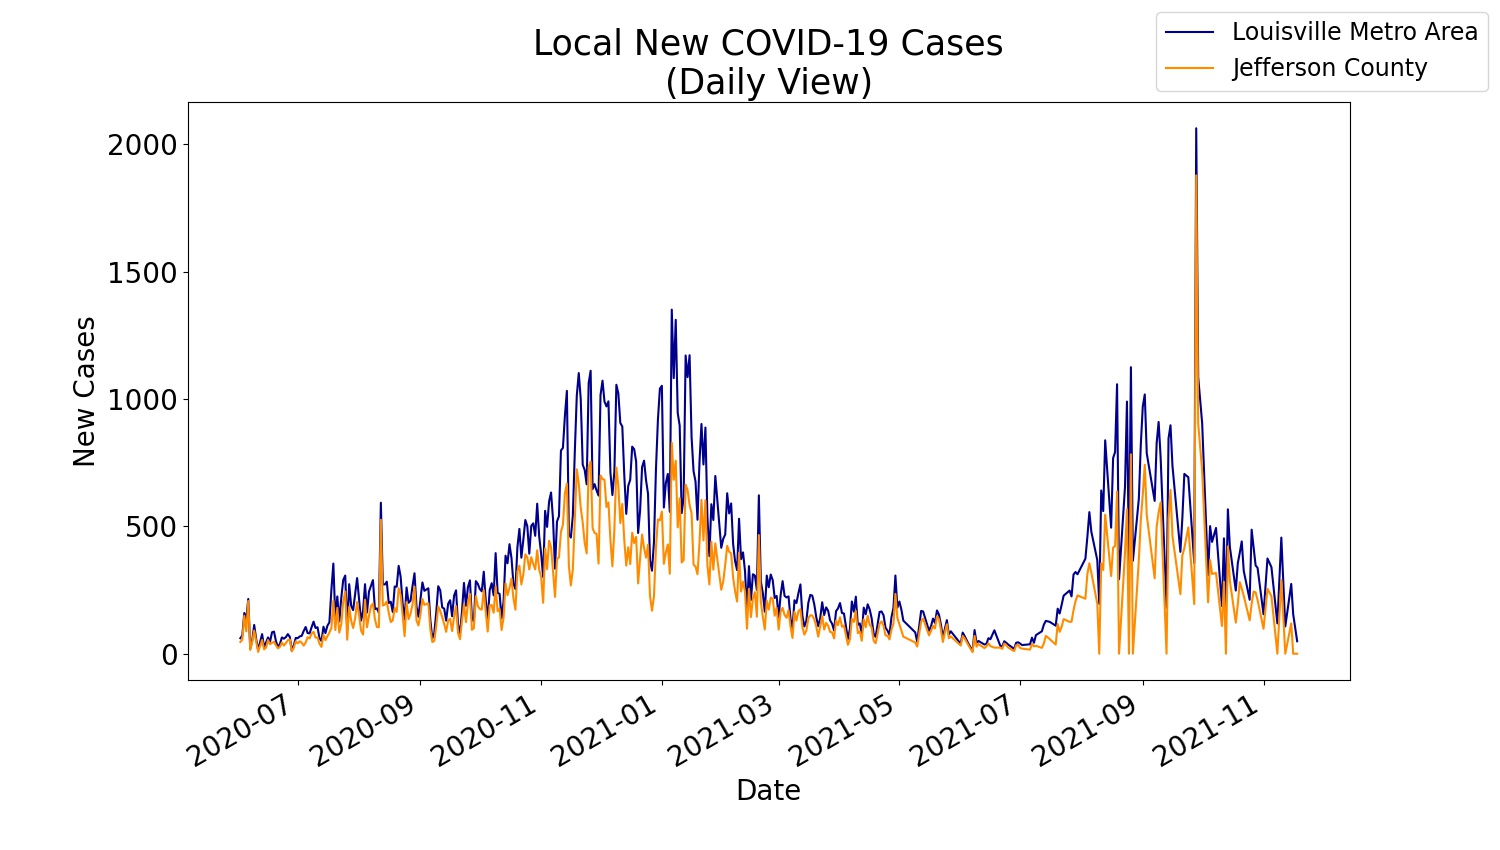 Local New COVID-19 Cases
(Daily View)
Louisville Metro Area
Jefferson County
New Cases
2000
1500
1000
500
0
2020-07
2020-09
2020-11
2021-01
2021-03
2021-05
2021-07
2021-09
2021-11
Date